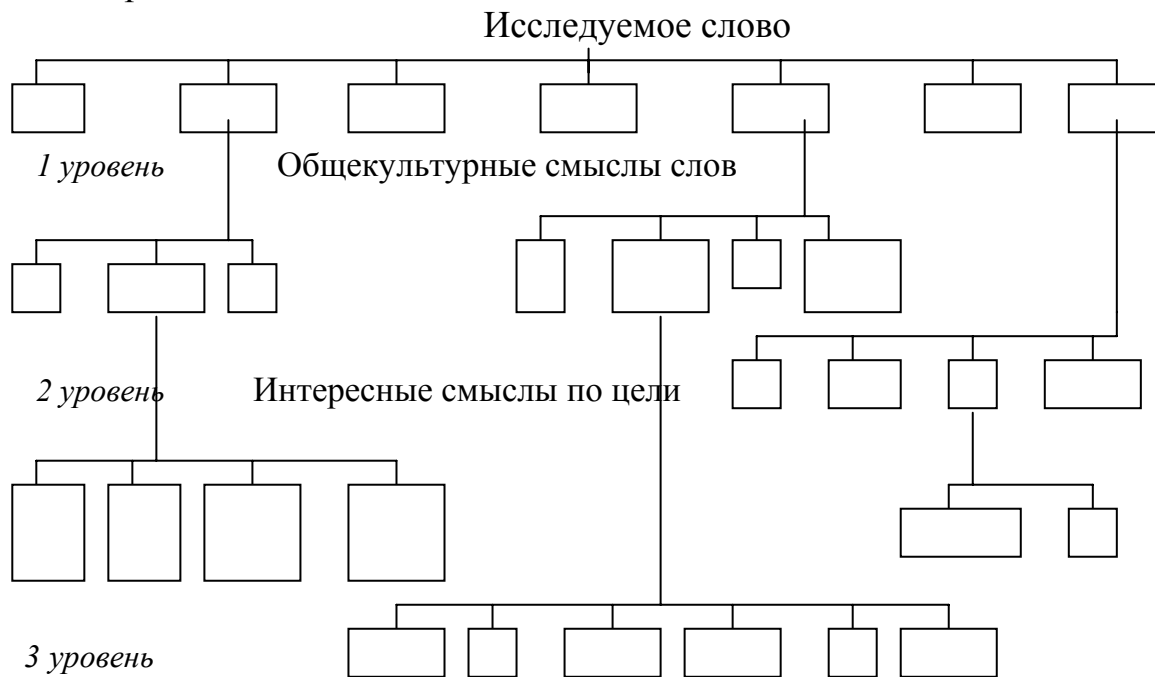 Исследуемое слово
1 уровень Общекультурные смыслы слов
2 уровень Интересные смыслы по цели
3 уровень